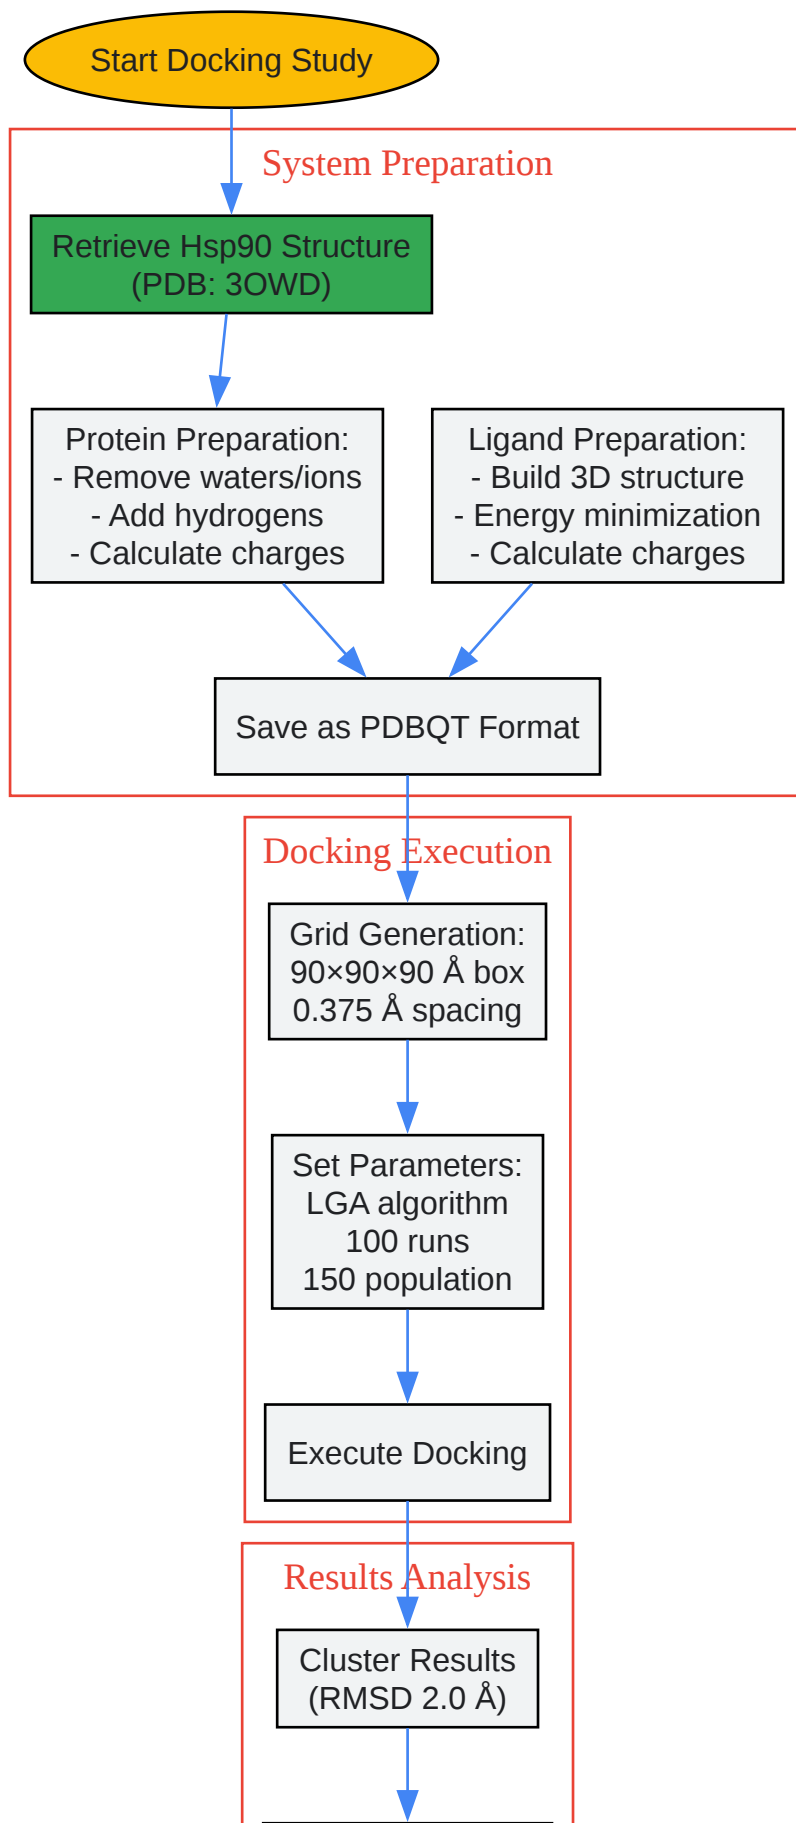 Start Docking Study
System Preparation
Retrieve Hsp90 Structure
(PDB: 3OWD)
Protein Preparation:
- Remove waters/ions
- Add hydrogens
- Calculate charges
Ligand Preparation:
- Build 3D structure
- Energy minimization
- Calculate charges
Save as PDBQT Format
Docking Execution
Grid Generation:
90×90×90 Å box
0.375 Å spacing
Set Parameters:
LGA algorithm
100 runs
150 population
Execute Docking
Results Analysis
Cluster Results
(RMSD 2.0 Å)